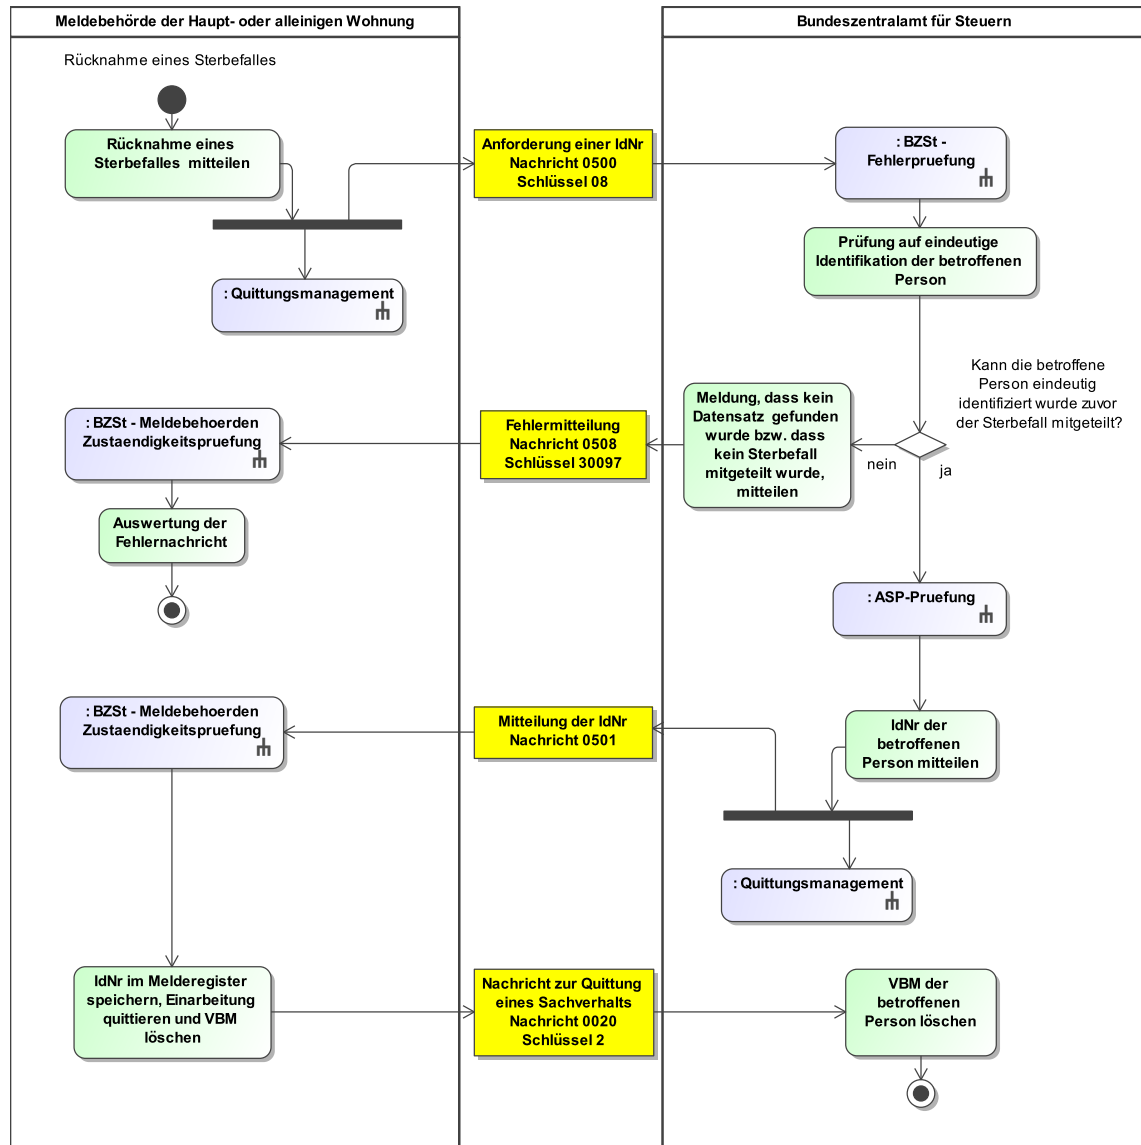 Meldebehörde der Haupt- oder alleinigen Wohnung
Bundeszentralamt für Steuern
Rücknahme eines Sterbefalles
Rücknahme eines
Sterbefalles mitteilen
Anforderung einer IdNr
Nachricht 0500
Schlüssel 08
: BZSt -
Fehlerpruefung
Prüfung auf eindeutige
Identifikation der betroffenen
Person
: Quittungsmanagement
Kann die betroffene
Person eindeutig
identifiziert wurde zuvor
der Sterbefall mitgeteilt?
nein
ja
Meldung, dass kein
Datensatz gefunden
wurde bzw. dass
kein Sterbefall
mitgeteilt wurde,
mitteilen
Fehlermitteilung
Nachricht 0508
Schlüssel 30097
: BZSt - Meldebehoerden
Zustaendigkeitspruefung
Auswertung der
Fehlernachricht
: ASP-Pruefung
IdNr der
betroffenen
Person mitteilen
Mitteilung der IdNr
Nachricht 0501
: BZSt - Meldebehoerden
Zustaendigkeitspruefung
: Quittungsmanagement
IdNr im Melderegister
speichern, Einarbeitung
quittieren und VBM
löschen
Nachricht zur Quittung
eines Sachverhalts
Nachricht 0020
Schlüssel 2
VBM der
betroffenen
Person löschen